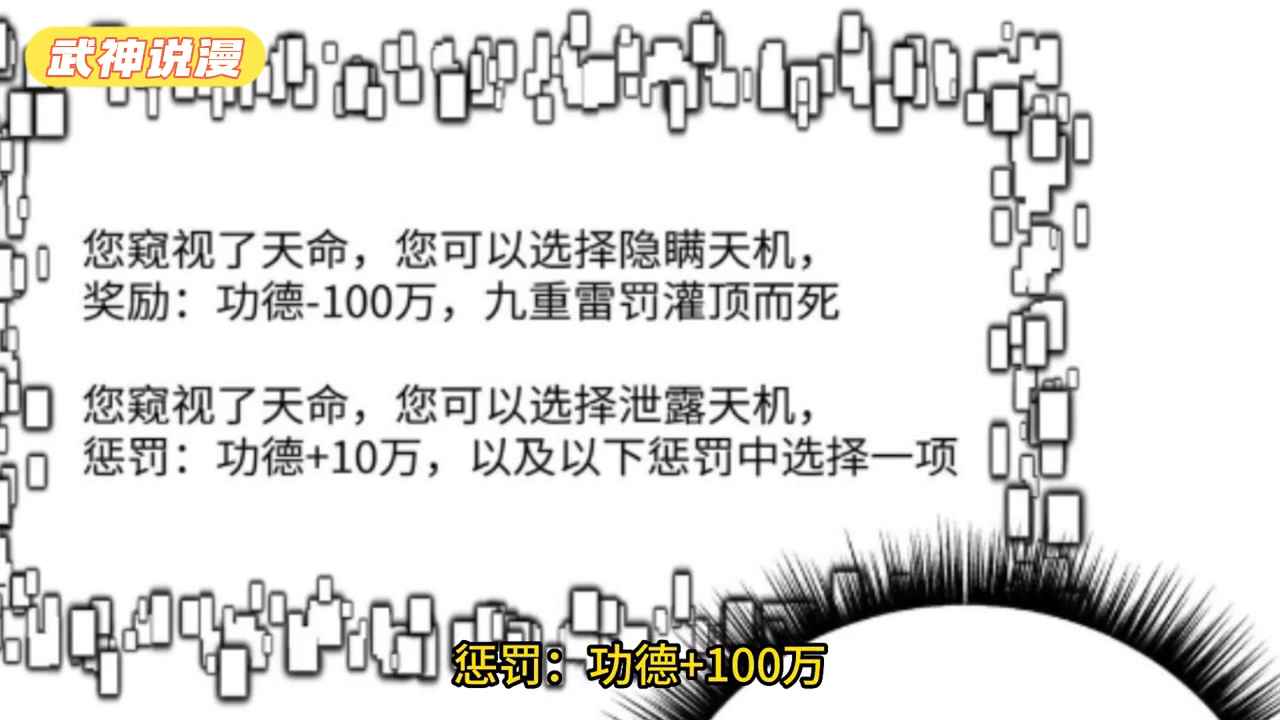 武神说漫
您窥视了天命，您可以选择隐瞒天机，
奖励：功德-100万，九重雷罚灌顶而死
您窥视了天命，您可以选择泄露天机，
惩罚：功德+10万，以及以下惩罚中选择一项
惩罚：功德+100万